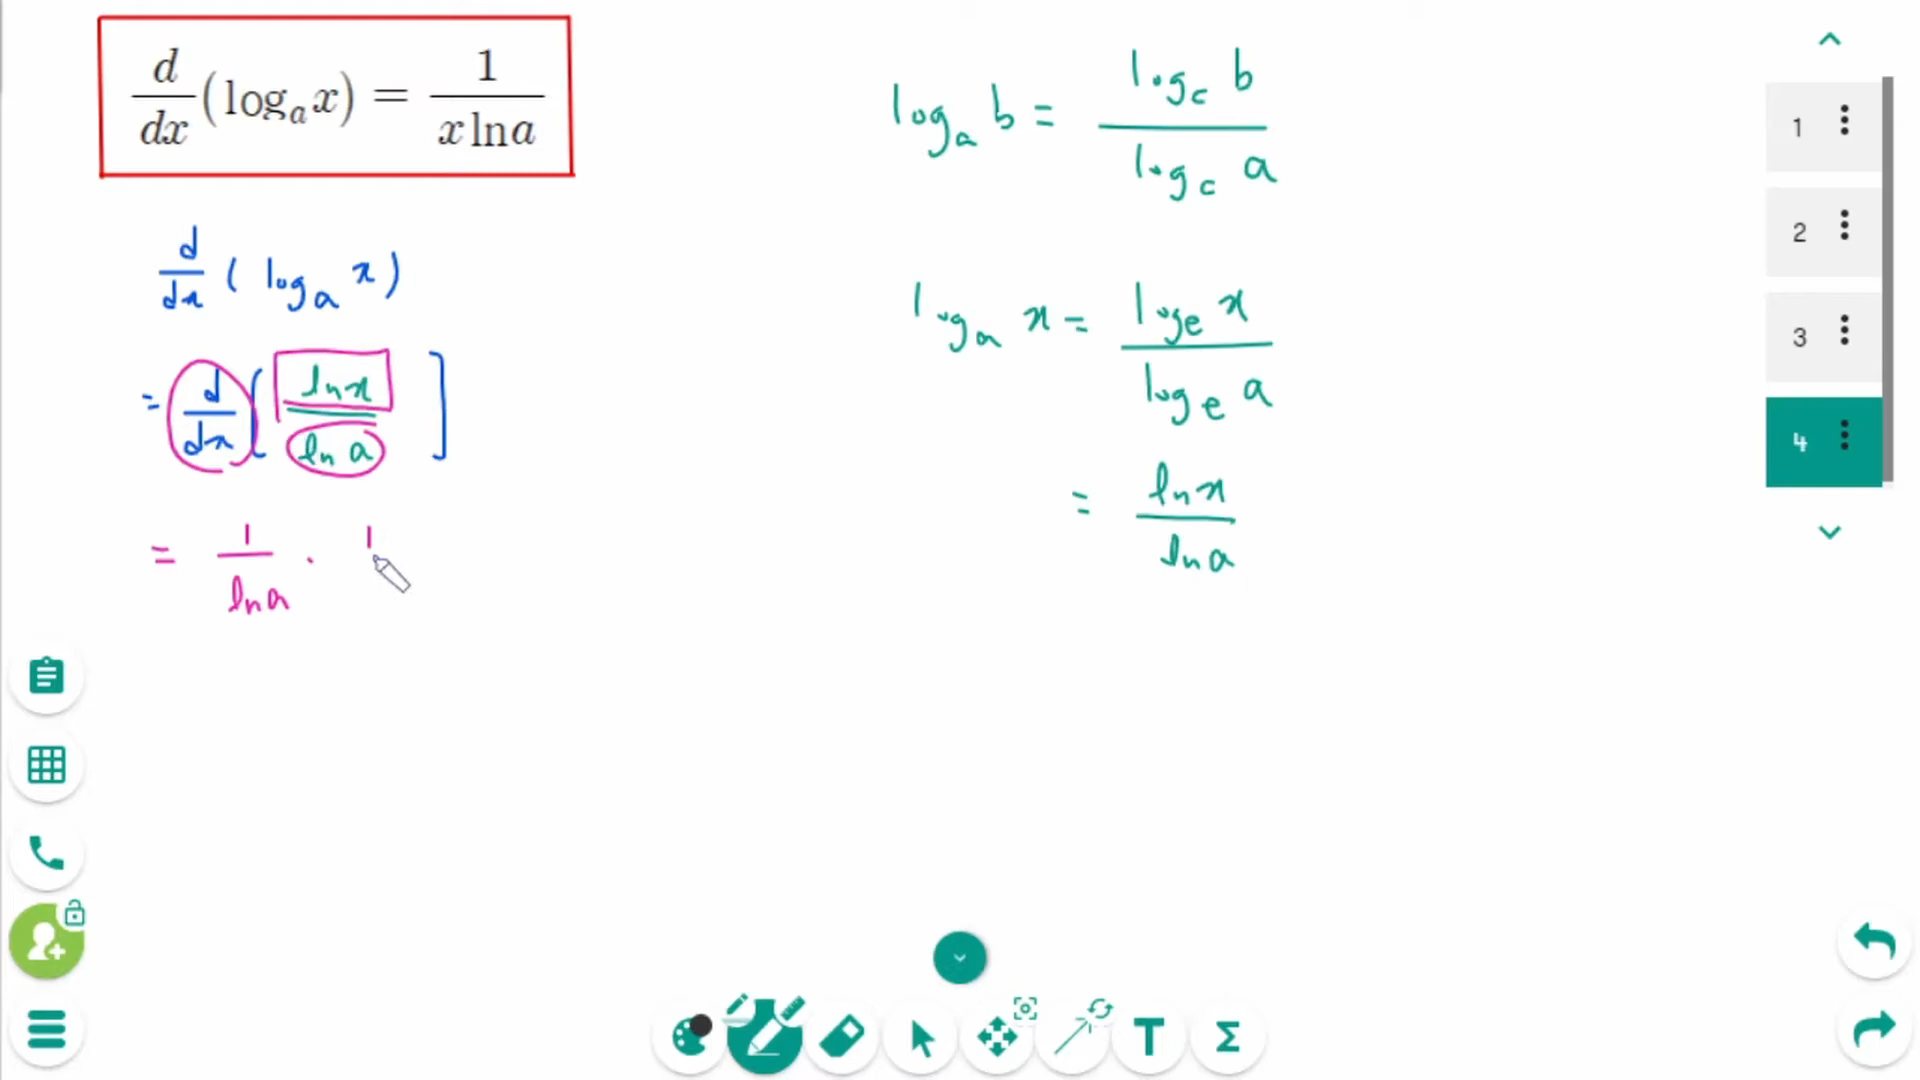 d/dx (log_a x) = 1/(x ln a)
d/dx ( log_a x )
= d/dx [ ln x / ln a ]
= 1/ln a · 1
log_a b = log_c b / log_c a
log_a x = log_e x / log_e a
= ln x / ln a
1
2
3
4
T
Σ